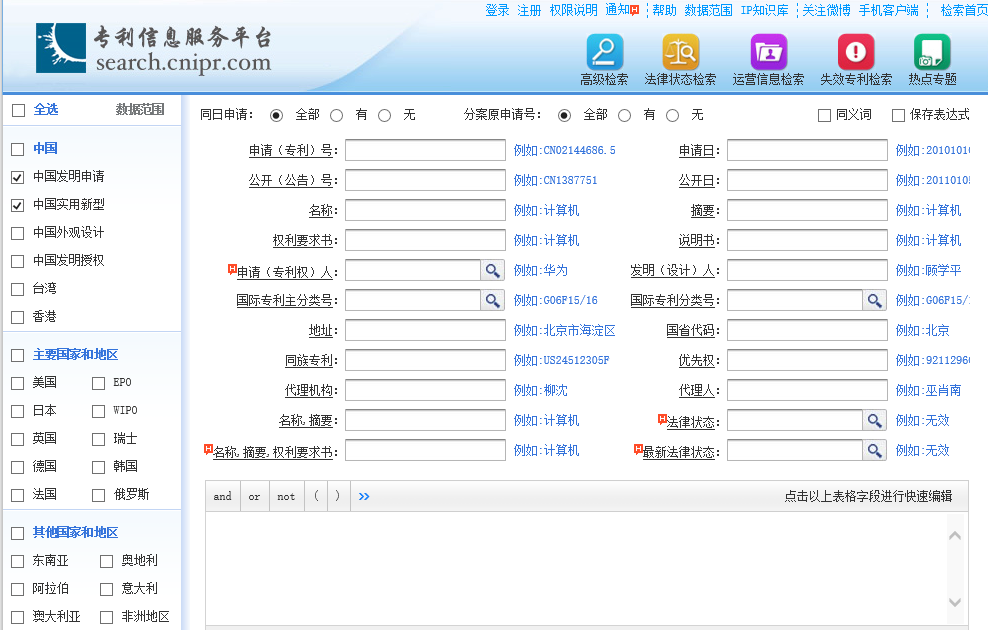 登录 注册 权限说明 通知 帮助 数据范围 IP知识库 关注微博 手机客户端 检索首页
专利信息服务平台
search.cnipr.com
高级检索 法律状态检索 运营信息检索 失效专利检索 热点专题
全选 数据范围
中国
中国发明申请
中国实用新型
中国外观设计
中国发明授权
台湾
香港
主要国家和地区
美国 EPO
日本 WIPO
英国 瑞士
德国 韩国
法国 俄罗斯
其他国家和地区
东南亚 奥地利
阿拉伯 意大利
澳大利亚 非洲地区
同日申请: 全部 有 无 分案原申请号: 全部 有 无 同义词 保存表达式
申请（专利）号: 例如:CN02144686.5 申请日: 例如:2010101
公开（公告）号: 例如:CN1387751 公开日: 例如:2011010
名称: 例如:计算机 摘要: 例如:计算机
权利要求书: 例如:计算机 说明书: 例如:计算机
申请（专利权）人: 例如:华为 发明（设计）人: 例如:顾学平
国际专利主分类号: 例如:G06F15/16 国际专利分类号: 例如:G06F15/
地址: 例如:北京市海淀区 国省代码: 例如:北京
同族专利: 例如:US24512305F 优先权: 例如:9211296
代理机构: 例如:柳沈 代理人: 例如:巫肖南
名称,摘要: 例如:计算机 法律状态: 例如:无效
名称,摘要,权利要求书: 例如:计算机 最新法律状态: 例如:无效
and or not ( ) >> 点击以上表格字段进行快速编辑